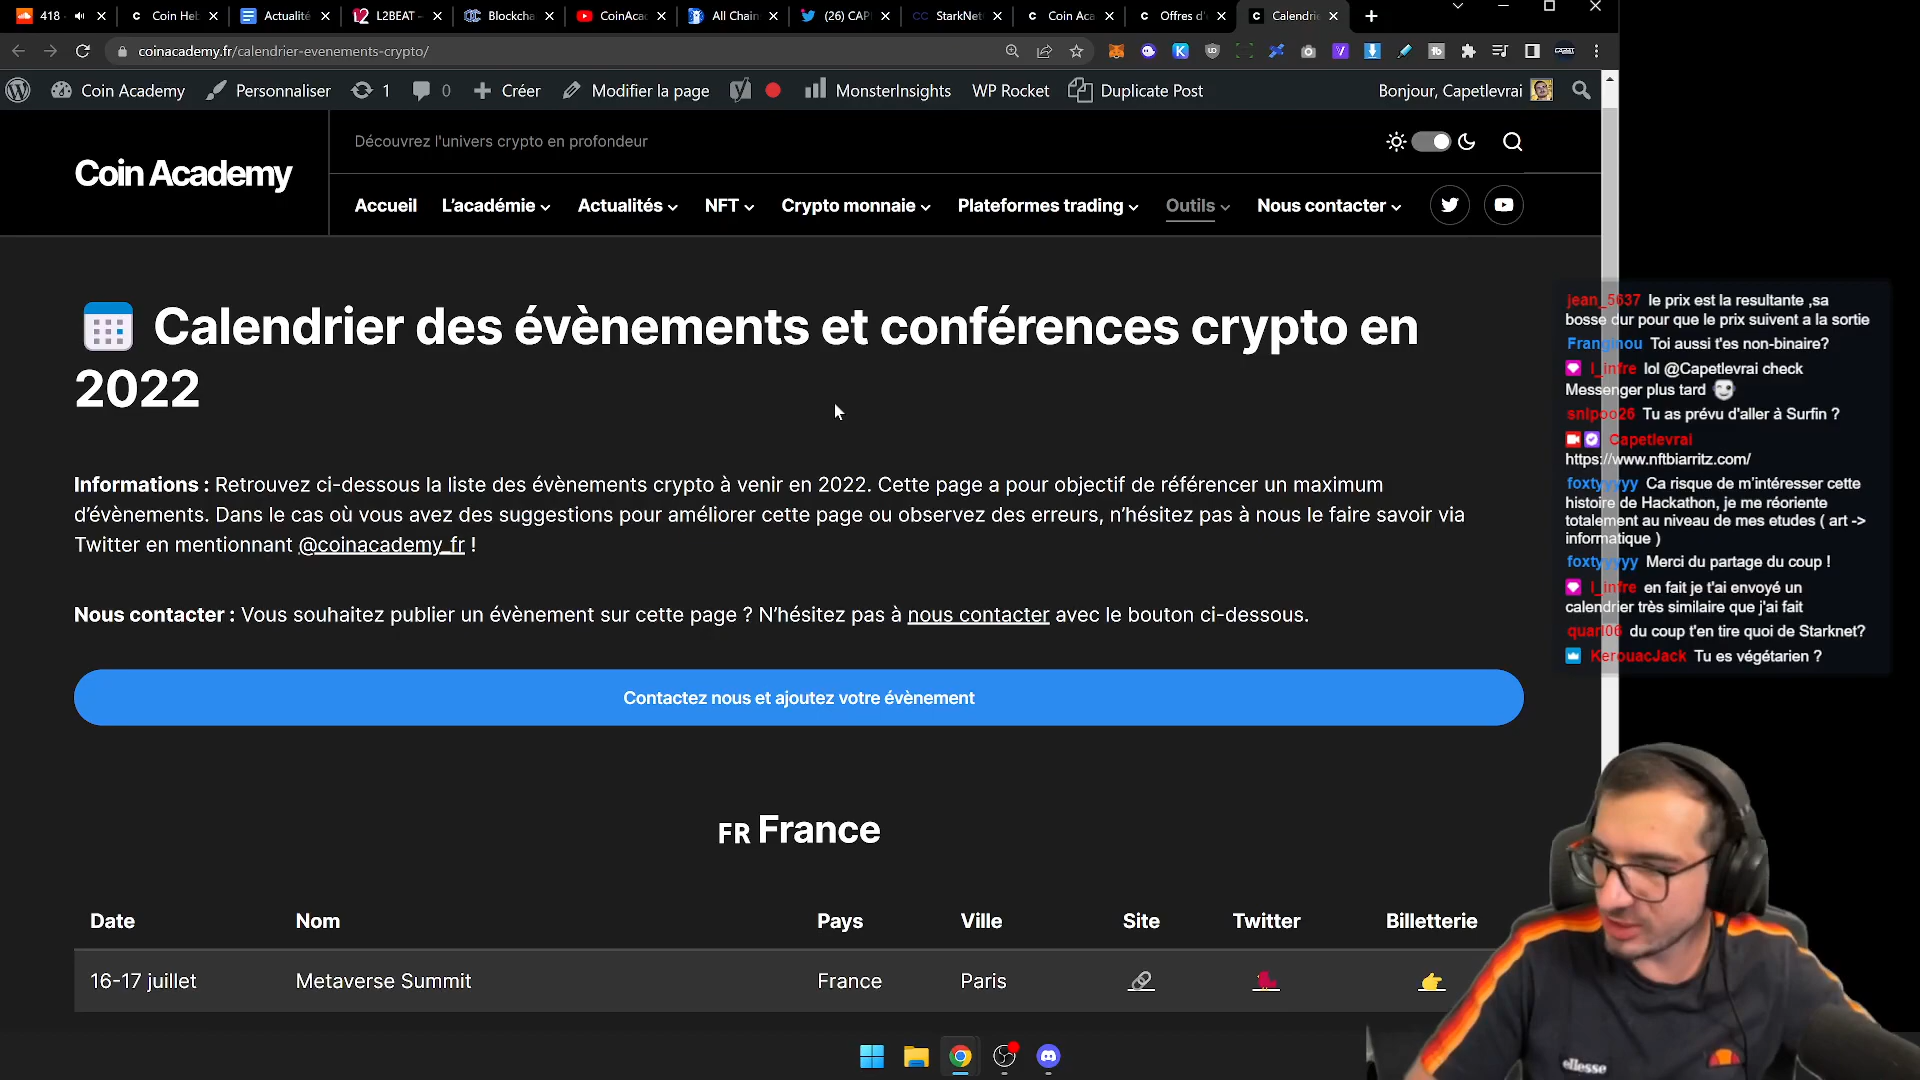 418
Coin Hel
Actualité
L2BEAT –
Blockcha
CoinAcad
All Chain
(26) CAP
StarkNet
Coin Aca
Offres d'
Calendrie
coinacademy.fr/calendrier-evenements-crypto/
Coin Academy
Personnaliser
1
0
Créer
Modifier la page
MonsterInsights
WP Rocket
Duplicate Post
Bonjour, Capetlevrai
Coin Academy
Découvrez l'univers crypto en profondeur
Accueil
L'académie
Actualités
NFT
Crypto monnaie
Plateformes trading
Outils
Nous contacter
Calendrier des évènements et conférences crypto en
2022
Informations : Retrouvez ci-dessous la liste des évènements crypto à venir en 2022. Cette page a pour objectif de référencer un maximum
d'évènements. Dans le cas où vous avez des suggestions pour améliorer cette page ou observez des erreurs, n'hésitez pas à nous le faire savoir via
Twitter en mentionnant @coinacademy_fr !
Nous contacter : Vous souhaitez publier un évènement sur cette page ? N'hésitez pas à nous contacter avec le bouton ci-dessous.
Contactez nous et ajoutez votre évènement
FR France
Date Nom Pays Ville Site Twitter Billetterie
16-17 juillet Metaverse Summit France Paris
jean_5637 le prix est la resultante ,sa
bosse dur pour que le prix suivent a la sortie
Franginou Toi aussi t'es non-binaire?
l_infre lol @Capetlevrai check
Messenger plus tard
snipoo26 Tu as prévu d'aller à Surfin ?
Capetlevrai
https://www.nftbiarritz.com/
foxtyyyyy Ca risque de m'intéresser cette
histoire de Hackathon, je me réoriente
totalement au niveau de mes etudes ( art ->
informatique )
foxtyyyyy Merci du partage du coup !
l_infre en fait je t'ai envoyé un
calendrier très similaire que j'ai fait
quarl06 du coup t'en tire quoi de Starknet?
KerouacJack Tu es végétarien ?
ellesse